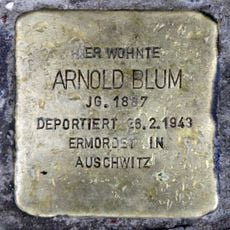 HIER WOHNTE
ARNOLD BLUM
JG. 1887
DEPORTIERT 26.2.1943
ERMORDET IN
AUSCHWITZ